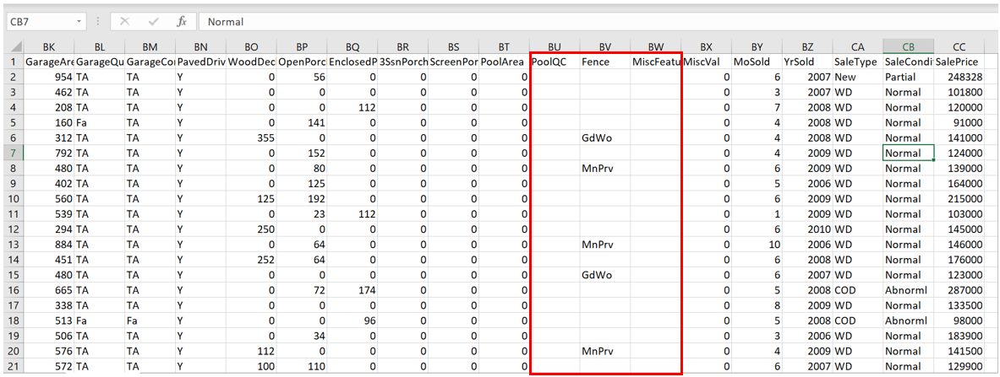 CB7 fx Normal
BK BL BM BN BO BP BQ BR BS BT BU BV BW BX BY BZ CA CB CC
1 GarageAre GarageQu GarageCor PavedDriv WoodDec OpenPorc EnclosedP 3SsnPorch ScreenPor PoolArea PoolQC Fence MiscFeatu MiscVal MoSold YrSold SaleType SaleCondit SalePrice
2 954 TA TA Y 0 56 0 0 0 0 0 6 2007 New Partial 248328
3 462 TA TA Y 0 0 0 0 0 0 0 3 2007 WD Normal 101800
4 208 TA TA Y 0 0 112 0 0 0 0 7 2008 WD Normal 120000
5 160 Fa TA Y 0 141 0 0 0 0 0 4 2008 WD Normal 91000
6 312 TA TA Y 355 0 0 0 0 0 GdWo 0 4 2008 WD Normal 141000
7 792 TA TA Y 0 152 0 0 0 0 0 4 2009 WD Normal 124000
8 480 TA TA Y 0 80 0 0 0 0 MnPrv 0 6 2009 WD Normal 139000
9 402 TA TA Y 0 125 0 0 0 0 0 5 2006 WD Normal 164000
10 560 TA TA Y 125 192 0 0 0 0 0 6 2009 WD Normal 215000
11 539 TA TA Y 0 23 112 0 0 0 0 1 2009 WD Normal 103000
12 294 TA TA Y 250 0 0 0 0 0 0 6 2010 WD Normal 145000
13 884 TA TA Y 0 64 0 0 0 0 MnPrv 0 10 2006 WD Normal 146000
14 451 TA TA Y 252 64 0 0 0 0 0 6 2008 WD Normal 176000
15 480 TA TA Y 0 0 0 0 0 0 GdWo 0 6 2007 WD Normal 123000
16 665 TA TA Y 0 72 174 0 0 0 0 5 2008 COD Abnorml 287000
17 338 TA TA Y 0 0 0 0 0 0 0 8 2009 WD Normal 133500
18 513 Fa Fa Y 0 0 96 0 0 0 0 5 2008 COD Abnorml 98000
19 506 TA TA Y 0 34 0 0 0 0 0 3 2006 WD Normal 183900
20 576 TA TA Y 112 0 0 0 0 0 MnPrv 0 4 2009 WD Normal 141500
21 572 TA TA Y 100 110 0 0 0 0 0 6 2007 WD Normal 129900